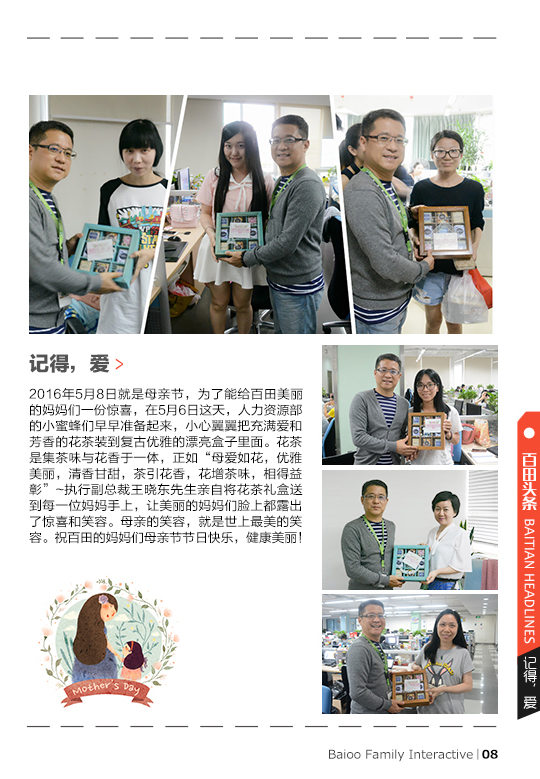 记得，爱 >
2016年5月8日就是母亲节，为了能给百田美丽
的妈妈们一份惊喜，在5月6日这天，人力资源部
的小蜜蜂们早早准备起来，小心翼翼把充满爱和
芳香的花茶装到复古优雅的漂亮盒子里面。花茶
是集茶味与花香于一体，正如“母爱如花，优雅
美丽，清香甘甜，茶引花香，花增茶味，相得益
彰”~执行副总裁王晓东先生亲自将花茶礼盒送
到每一位妈妈手上，让美丽的妈妈们脸上都露出
了惊喜和笑容。母亲的笑容，就是世上最美的笑
容。祝百田的妈妈们母亲节节日快乐，健康美丽！
Mother's Day
百田头条 BAITIAN HEADLINES
记得，爱
Baioo Family Interactive | 08